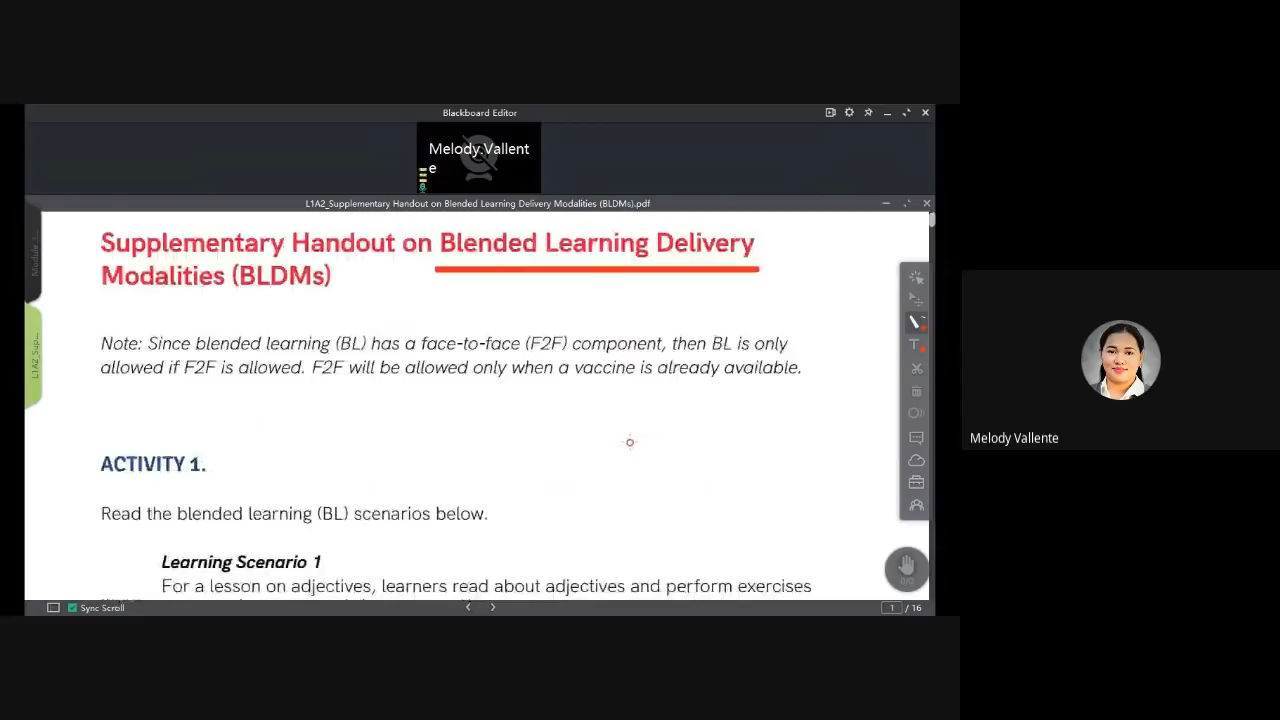 Blackboard Editor
Melody.Vallent
e
L1A2_Supplementary Handout on Blended Learning Delivery Modalities (BLDMs).pdf
Supplementary Handout on Blended Learning Delivery
Modalities (BLDMs)
Note: Since blended learning (BL) has a face-to-face (F2F) component, then BL is only
allowed if F2F is allowed. F2F will be allowed only when a vaccine is already available.
ACTIVITY 1.
Read the blended learning (BL) scenarios below.
Learning Scenario 1
For a lesson on adjectives, learners read about adjectives and perform exercises
Module_I...
L1A2_Sup...
0/0
Sync Scroll
1 / 16
Melody Vallente